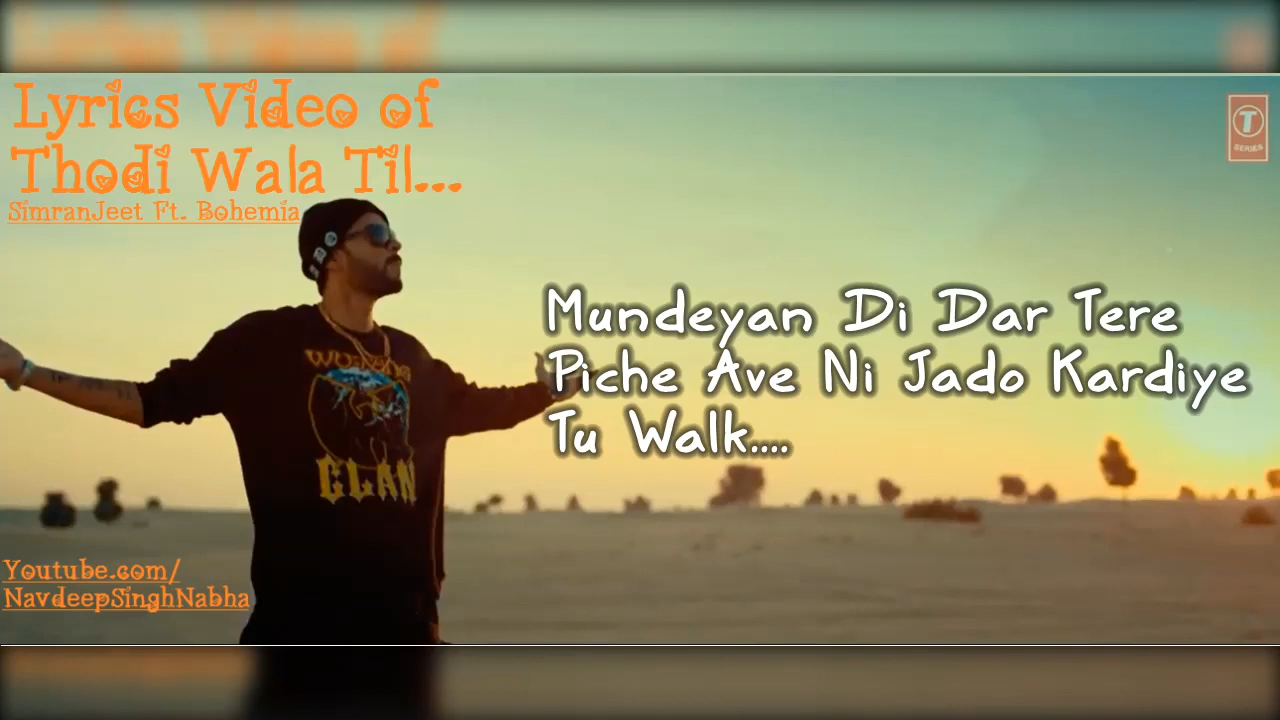 Lyrics Video of
Thodi Wala Til...
SimranJeet Ft. Bohemia
T
SERIES
Mundeyan Di Dar Tere
Piche Ave Ni Jado Kardiye
Tu Walk....
CLAN
Youtube.com/
NavdeepSinghNabha